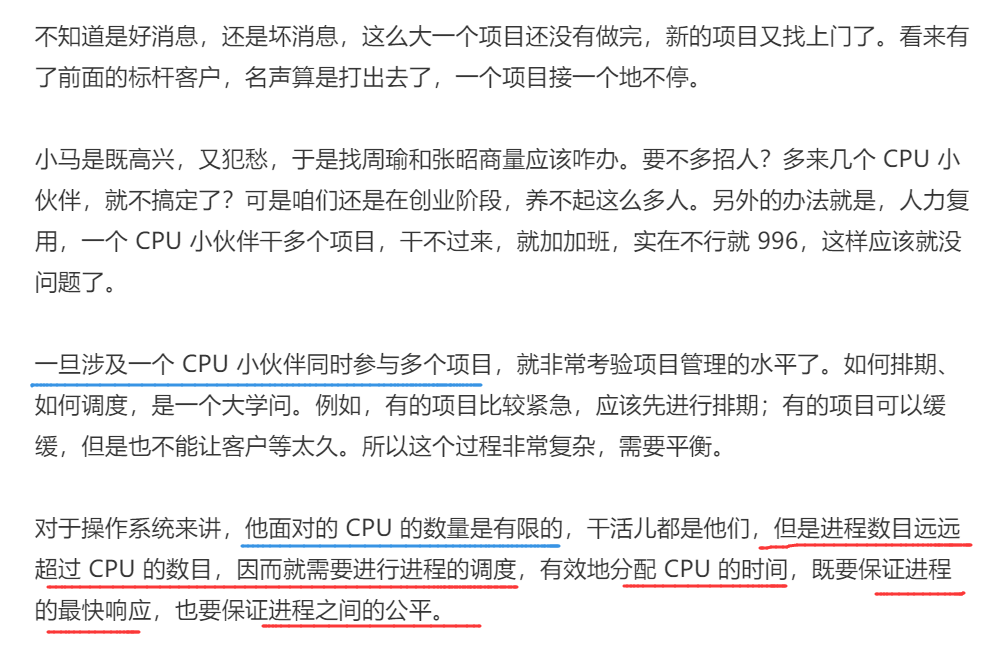 不知道是好消息，还是坏消息，这么大一个项目还没有做完，新的项目又找上门了。看来有
了前面的标杆客户，名声算是打出去了，一个项目接一个地不停。
小马是既高兴，又犯愁，于是找周瑜和张昭商量应该咋办。要不多招人？多来几个 CPU 小
伙伴，就不搞定了？可是咱们还是在创业阶段，养不起这么多人。另外的办法就是，人力复
用，一个 CPU 小伙伴干多个项目，干不过来，就加加班，实在不行就 996，这样应该就没
问题了。
一旦涉及一个 CPU 小伙伴同时参与多个项目，就非常考验项目管理的水平了。如何排期、
如何调度，是一个大学问。例如，有的项目比较紧急，应该先进行排期；有的项目可以缓
缓，但是也不能让客户等太久。所以这个过程非常复杂，需要平衡。
对于操作系统来讲，他面对的 CPU 的数量是有限的，干活儿都是他们，但是进程数目远远
超过 CPU 的数目，因而就需要进行进程的调度，有效地分配 CPU 的时间，既要保证进程
的最快响应，也要保证进程之间的公平。